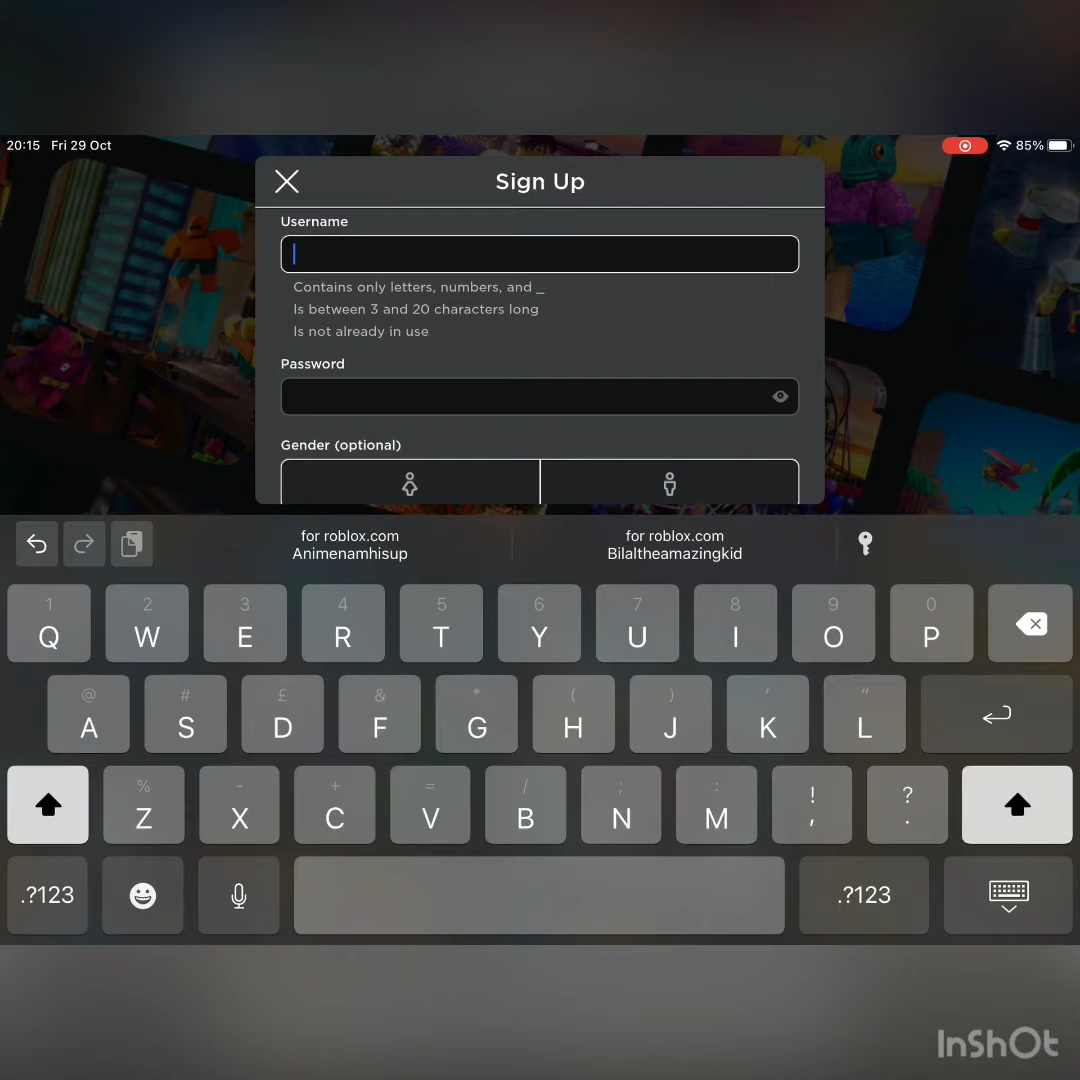 20:15 Fri 29 Oct
85%
Sign Up
Username
Contains only letters, numbers, and _
Is between 3 and 20 characters long
Is not already in use
Password
Gender (optional)
for roblox.com
Animenamhisup
for roblox.com
Bilaltheamazingkid
1 2 3 4 5 6 7 8 9 0
Q W E R T Y U I O P
@ # £ & * ( ) ' "
A S D F G H J K L
% - + = / ; : ! ?
Z X C V B N M , .
.?123 .?123
InShOt